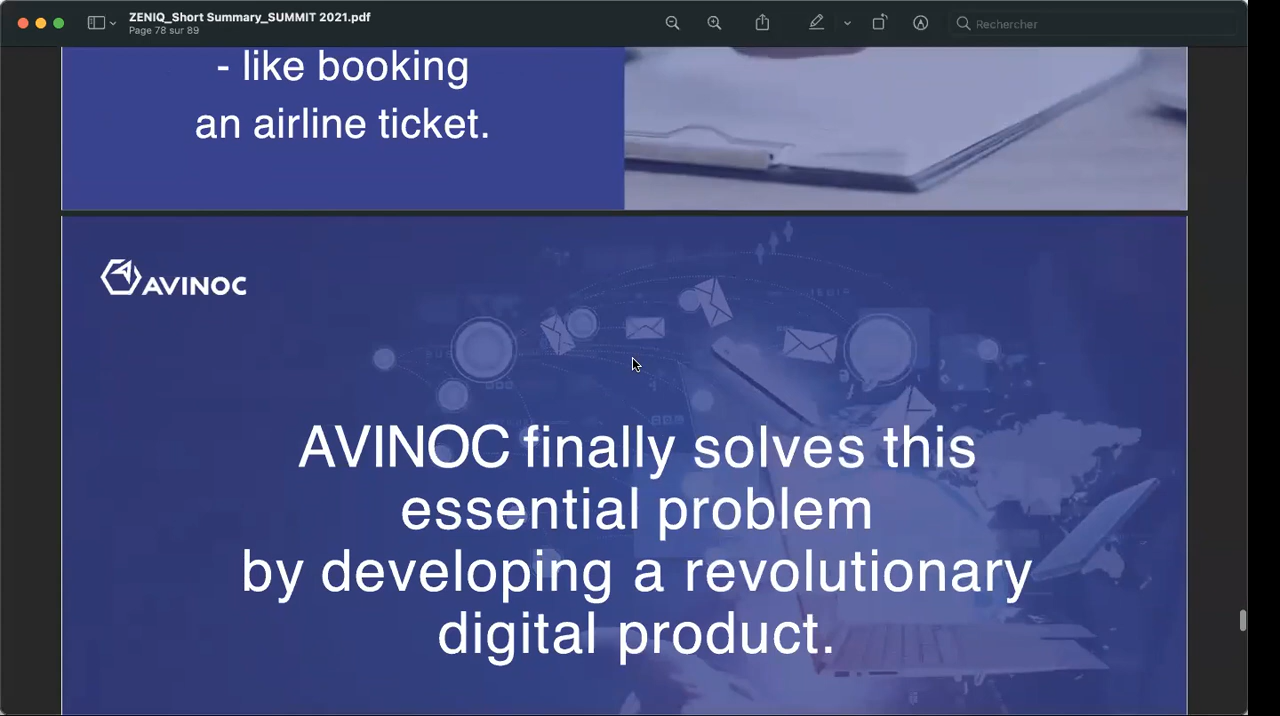 ZENIQ_Short Summary_SUMMIT 2021.pdf
Page 78 sur 89
Rechercher
- like booking
an airline ticket.
AVINOC
AVINOC finally solves this
essential problem
by developing a revolutionary
digital product.